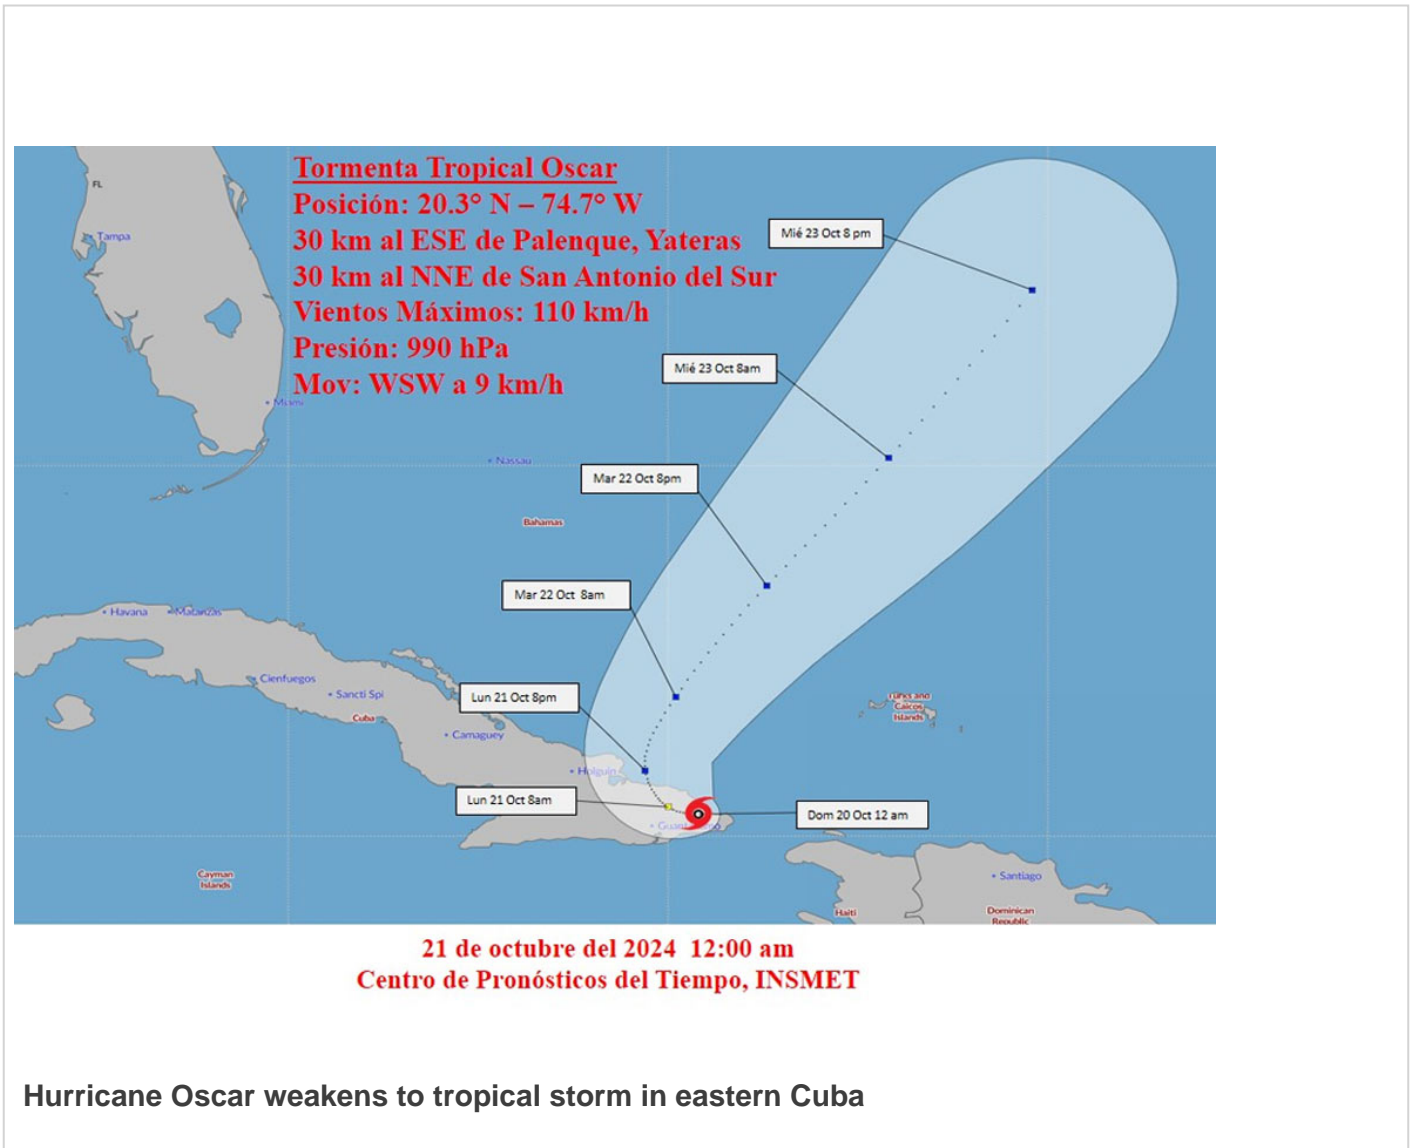 Tormenta Tropical Oscar
Posición: 20.3° N – 74.7° W
30 km al ESE de Palenque, Yateras
30 km al NNE de San Antonio del Sur
Vientos Máximos: 110 km/h
Presión: 990 hPa
Mov: WSW a 9 km/h
FL
Tampa
Miami
Mié 23 Oct 8 pm
Mié 23 Oct 8am
Nassau
Mar 22 Oct 8pm
Bahamas
Mar 22 Oct 8am
Havana
Matanzas
Cienfuegos
Sancti Spi
Cuba
Camaguey
Lun 21 Oct 8pm
Turks and
Caicos
Islands
Holguin
Lun 21 Oct 8am
Dom 20 Oct 12 am
Cayman
Islands
Santiago
Haiti
Dominican
Republic
21 de octubre del 2024 12:00 am
Centro de Pronósticos del Tiempo, INSMET
Hurricane Oscar weakens to tropical storm in eastern Cuba